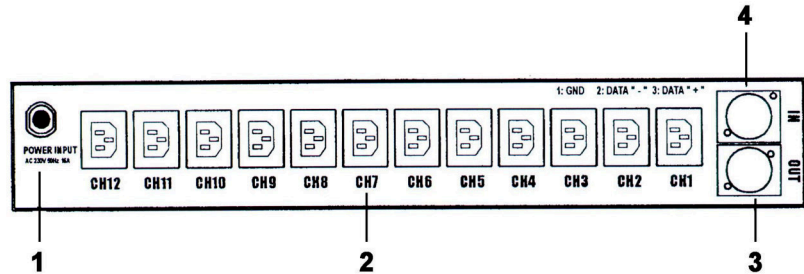 4
1: GND 2: DATA " - " 3: DATA " + "
IN
POWER INPUT
AC 230V 50Hz 16A
OUT
CH12 CH11 CH10 CH9 CH8 CH7 CH6 CH5 CH4 CH3 CH2 CH1
1 2 3